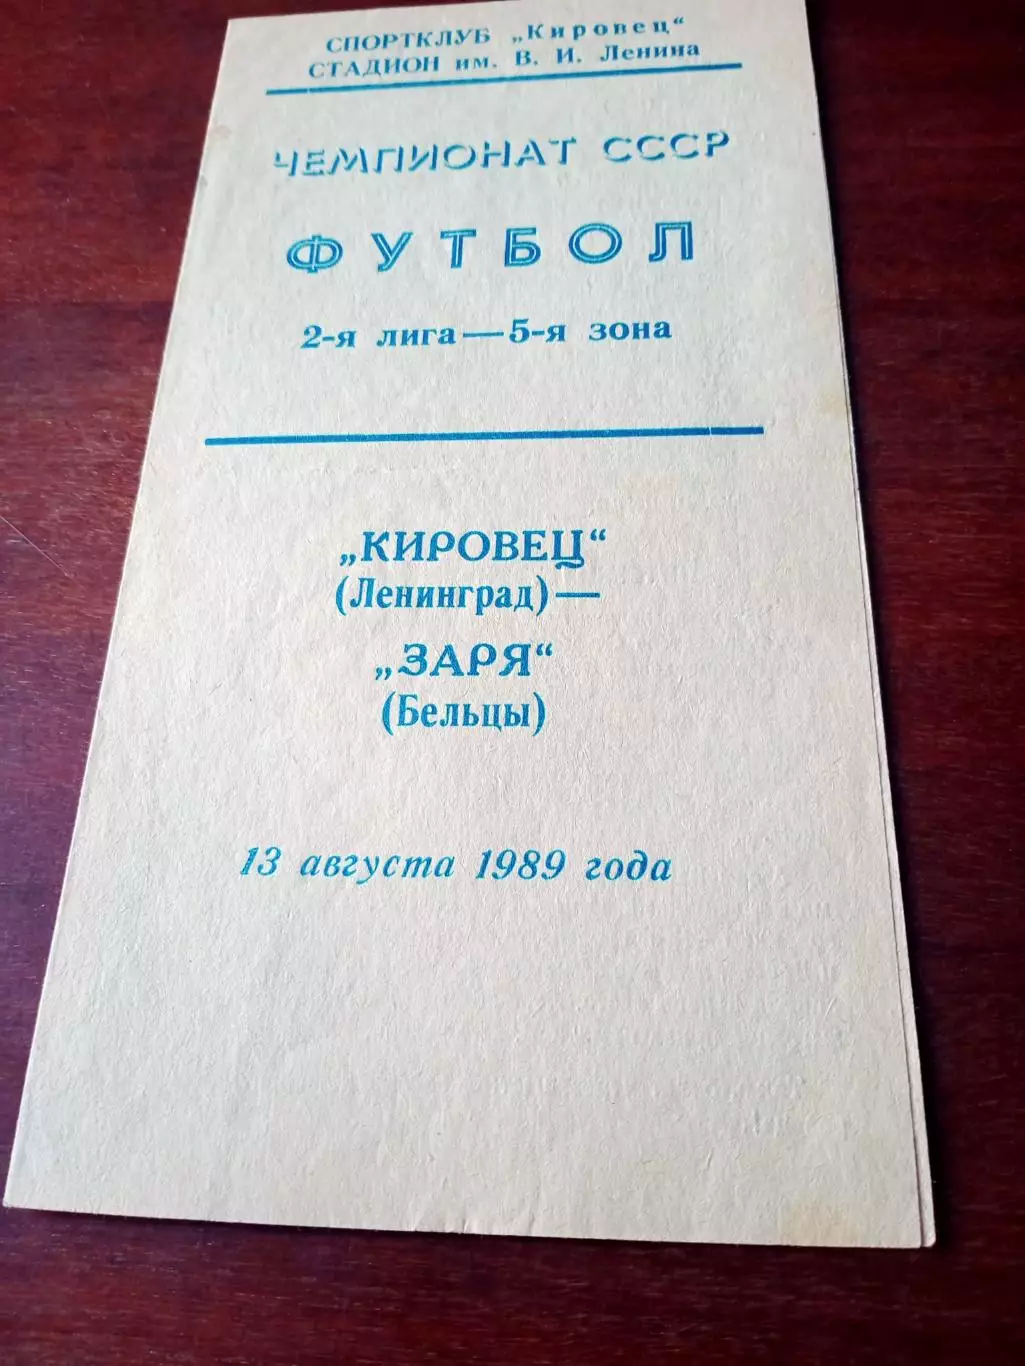 СПОРТКЛУБ „Кировец“
СТАДИОН им. В. И. Ленина
ЧЕМПИОНАТ СССР
ФУТБОЛ
2-я лига — 5-я зона
„КИРОВЕЦ“
(Ленинград) —
„ЗАРЯ“
(Бельцы)
13 августа 1989 года